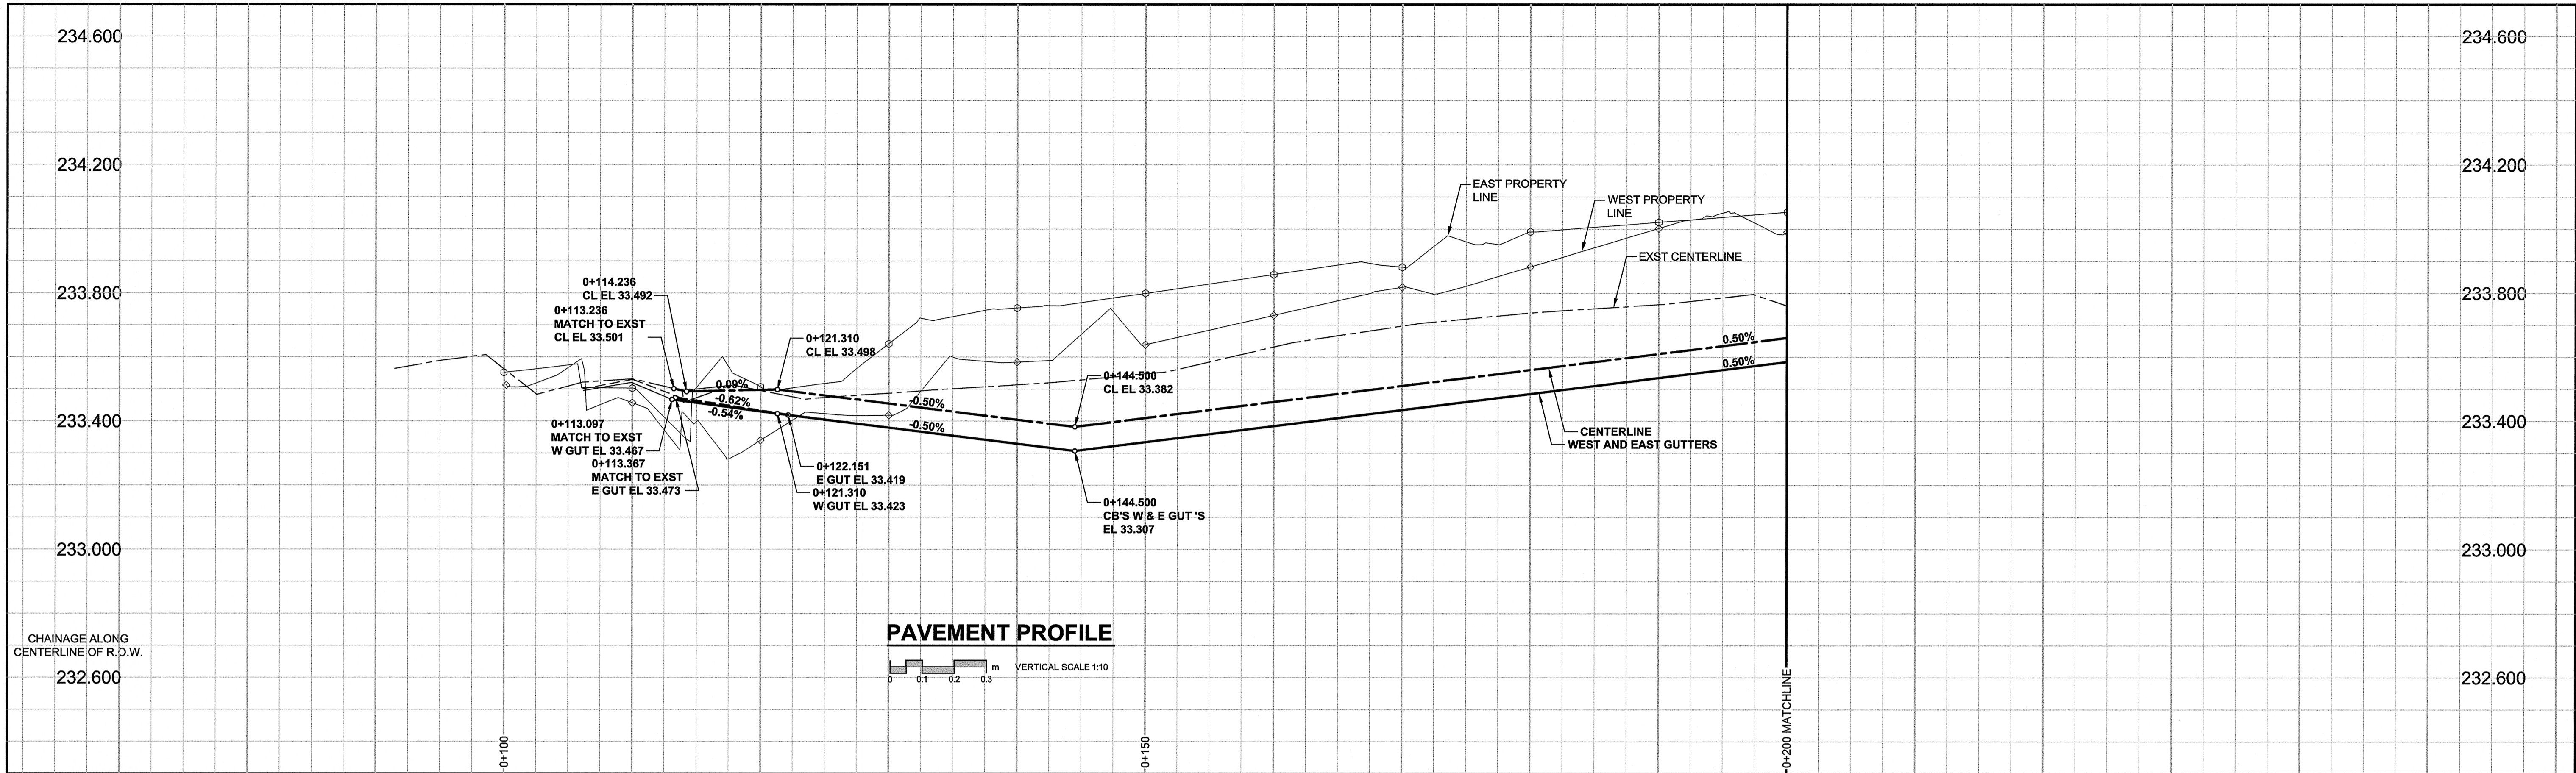 234.600
234.600
234.200
234.200
EAST PROPERTY
LINE
WEST PROPERTY
LINE
EXST CENTERLINE
233.800
233.800
0+114.236
CL EL 33.492
0+113.236
MATCH TO EXST
CL EL 33.501
0+121.310
CL EL 33.498
0.50%
0.50%
0.09%
-0.62%
-0.54%
-0.50%
-0.50%
0+144.500
CL EL 33.382
233.400
233.400
0+113.097
MATCH TO EXST
W GUT EL 33.467
0+113.367
MATCH TO EXST
E GUT EL 33.473
0+122.151
E GUT EL 33.419
0+121.310
W GUT EL 33.423
CENTERLINE
WEST AND EAST GUTTERS
0+144.500
CB'S W & E GUT 'S
EL 33.307
233.000
233.000
CHAINAGE ALONG
CENTERLINE OF R.O.W.
PAVEMENT PROFILE
0 0.1 0.2 0.3 m VERTICAL SCALE 1:10
232.600
232.600
0+100
0+150
0+200 MATCHLINE